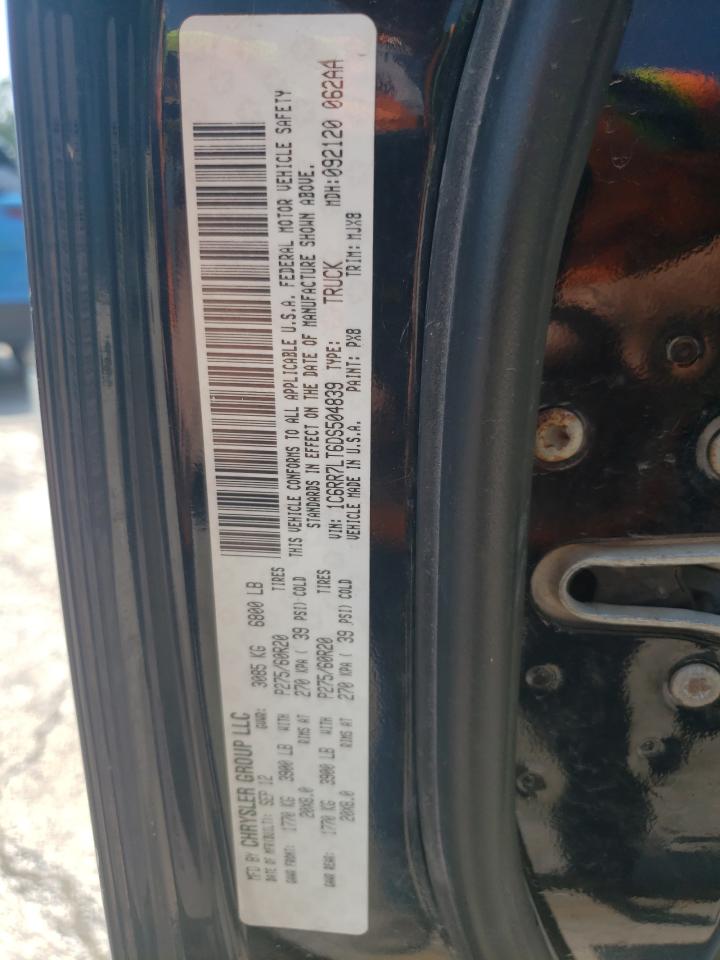 MFD BY CHRYSLER GROUP LLC
DATE OF MFR: SEP 12 GVWR: 3085 KG 6800 LB
GAWR FRONT: 1770 KG 3900 LB WITH P275/60R20 TIRES
20X8.0 RIMS AT 270 KPA ( 39 PSI) COLD
GAWR REAR: 1770 KG 3900 LB WITH P275/60R20 TIRES
20X8.0 RIMS AT 270 KPA ( 39 PSI) COLD
THIS VEHICLE CONFORMS TO ALL APPLICABLE U.S.A. FEDERAL MOTOR VEHICLE SAFETY
STANDARDS IN EFFECT ON THE DATE OF MANUFACTURE SHOWN ABOVE.
VIN: 1C6RR7LT6DS504839 TYPE: TRUCK MDH:092120 062AA
VEHICLE MADE IN U.S.A. PAINT: PX8 TRIM: MJX8